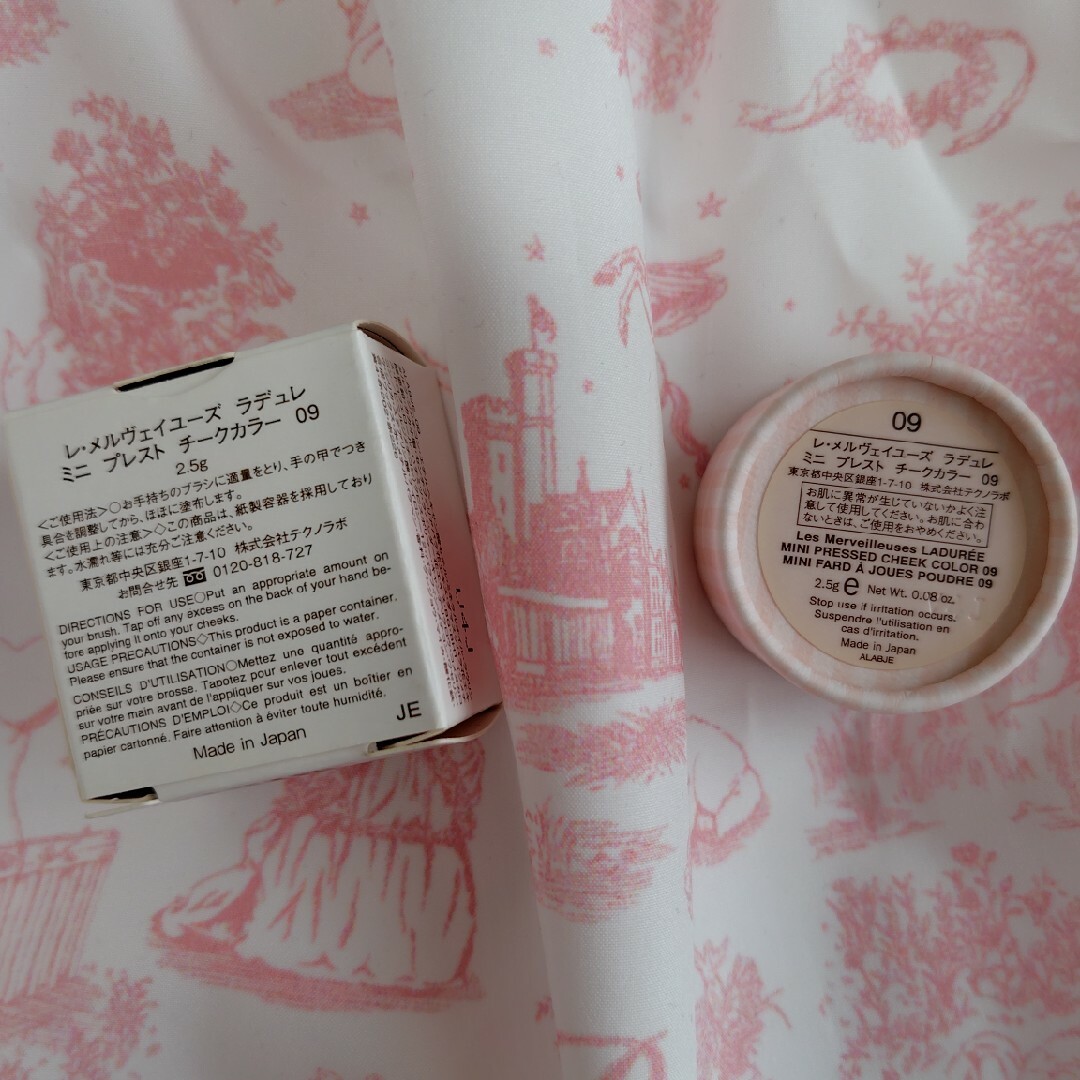 レ・メルヴェイユーズ ラデュレ
ミニ プレスト チークカラー 09
2.5g
＜ご使用法＞○お手持ちのブラシに適量をとり、手の甲でつき
具合を調整してから、ほほに塗布します。
＜ご使用上の注意＞◇この商品は、紙製容器を採用しており
ます。水濡れ等には充分ご注意ください。
東京都中央区銀座1-7-10 株式会社テクノラボ
お問合せ先 0120-818-727
DIRECTIONS FOR USE○Put an appropriate amount on
your brush. Tap off any excess on the back of your hand be-
fore applying it onto your cheeks.
USAGE PRECAUTIONS◇This product is a paper container.
Please ensure that the container is not exposed to water.
CONSEILS D'UTILISATION○Mettez une quantité appro-
priée sur votre brosse. Tapotez pour enlever tout excédent
sur votre main avant de l'appliquer sur vos joues.
PRÉCAUTIONS D'EMPLOI◇Ce produit est un boîtier en
papier cartonné. Faire attention à éviter toute humidité.
JE
Made in Japan
09
レ・メルヴェイユーズ ラデュレ
ミニ プレスト チークカラー 09
東京都中央区銀座1-7-10 株式会社テクノラボ
お肌に異常が生じていないかよく注
意して使用してください。お肌に合わ
ないときは、ご使用をおやめください。
Les Merveilleuses LADURÉE
MINI PRESSED CHEEK COLOR 09
MINI FARD À JOUES POUDRE 09
2.5g ℮ Net Wt. 0.08 oz.
Stop use if irritation occurs.
Suspendre l'utilisation en
cas d'irritation.
Made in Japan
ALABJE